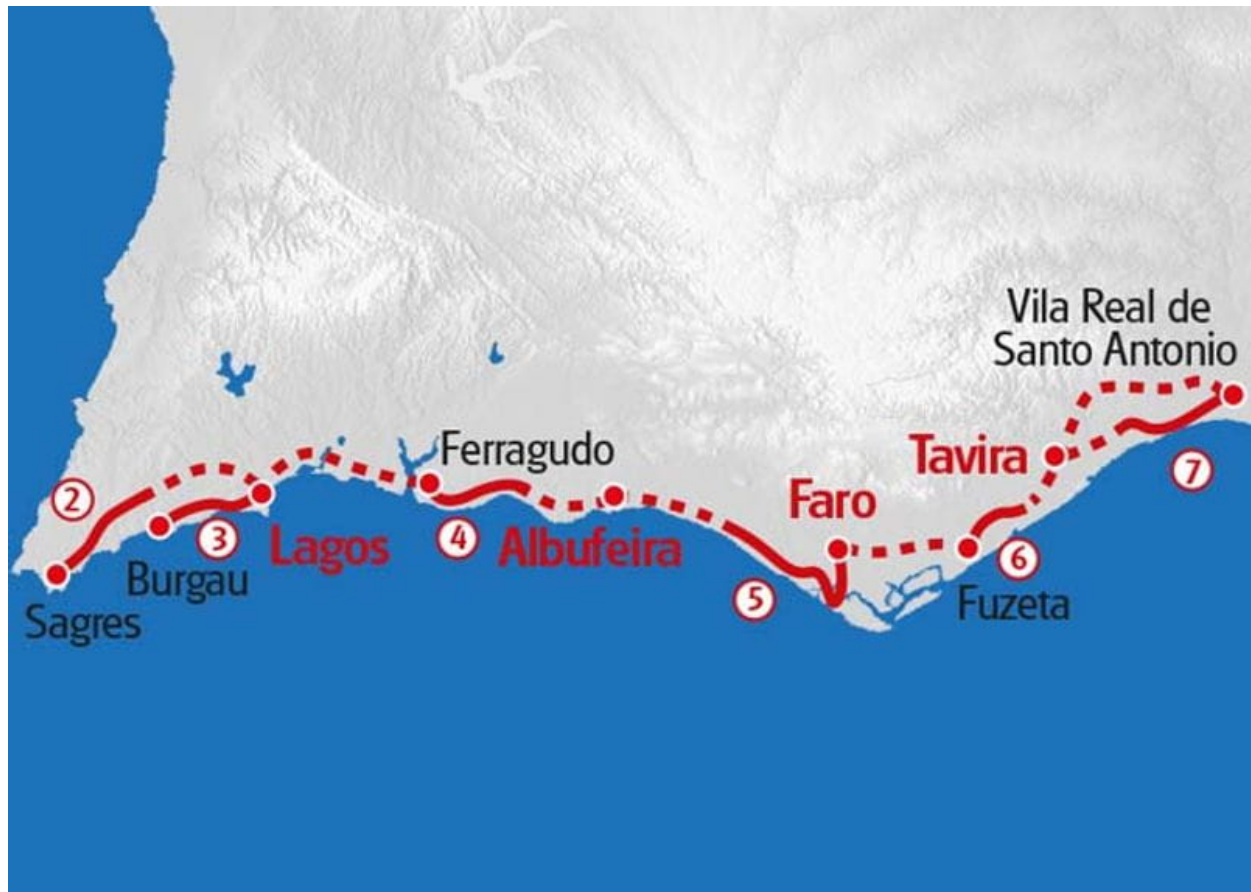 Vila Real de
Santo Antonio
Ferragudo
Tavira
Faro
②
③
Lagos
④
Albufeira
⑤
⑥
⑦
Burgau
Sagres
Fuzeta